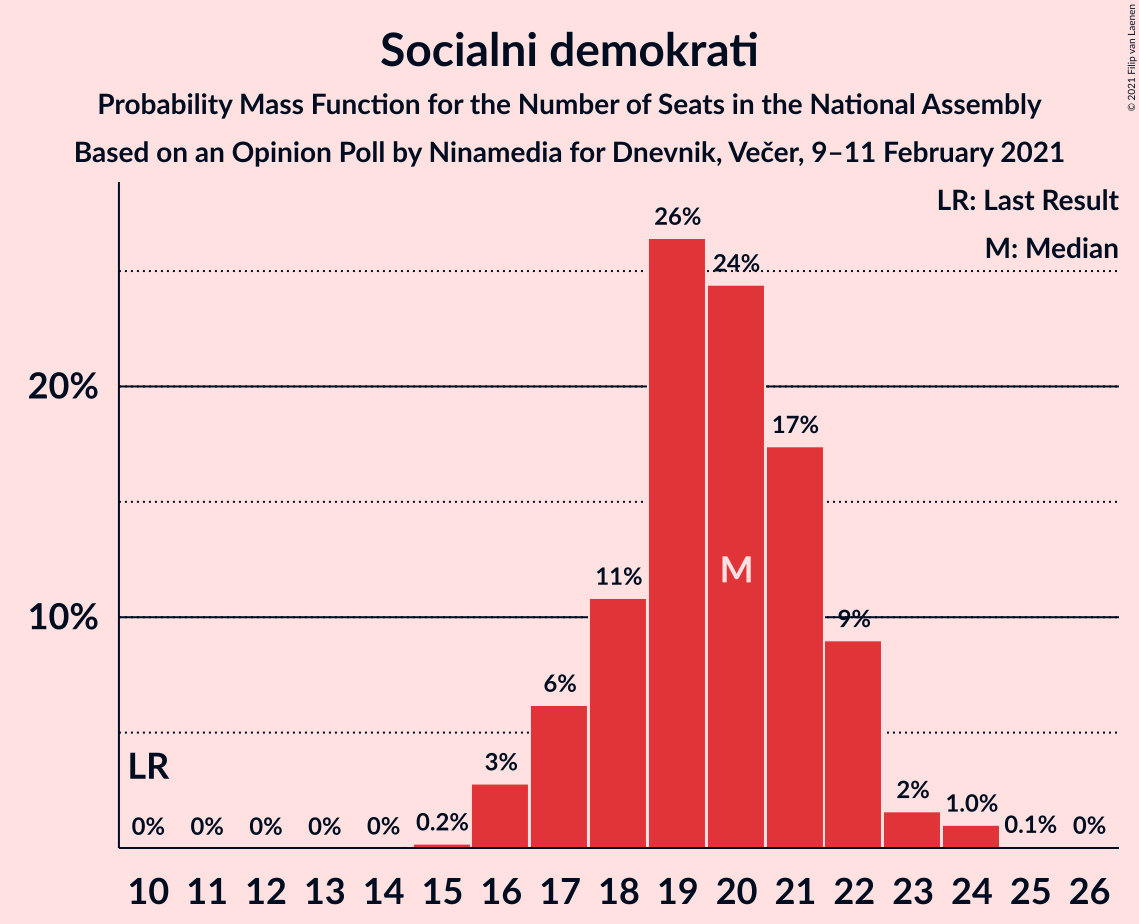 Socialni demokrati
Probability Mass Function for the Number of Seats in the National Assembly
Based on an Opinion Poll by Ninamedia for Dnevnik, Večer, 9–11 February 2021
© 2021 Filip van Laenen
LR: Last Result
M: Median
26%
24%
20%
17%
M
11%
10%
9%
6%
LR
3%
2%
0% 0% 0% 0% 0% 0.2% 1.0% 0.1% 0%
10 11 12 13 14 15 16 17 18 19 20 21 22 23 24 25 26